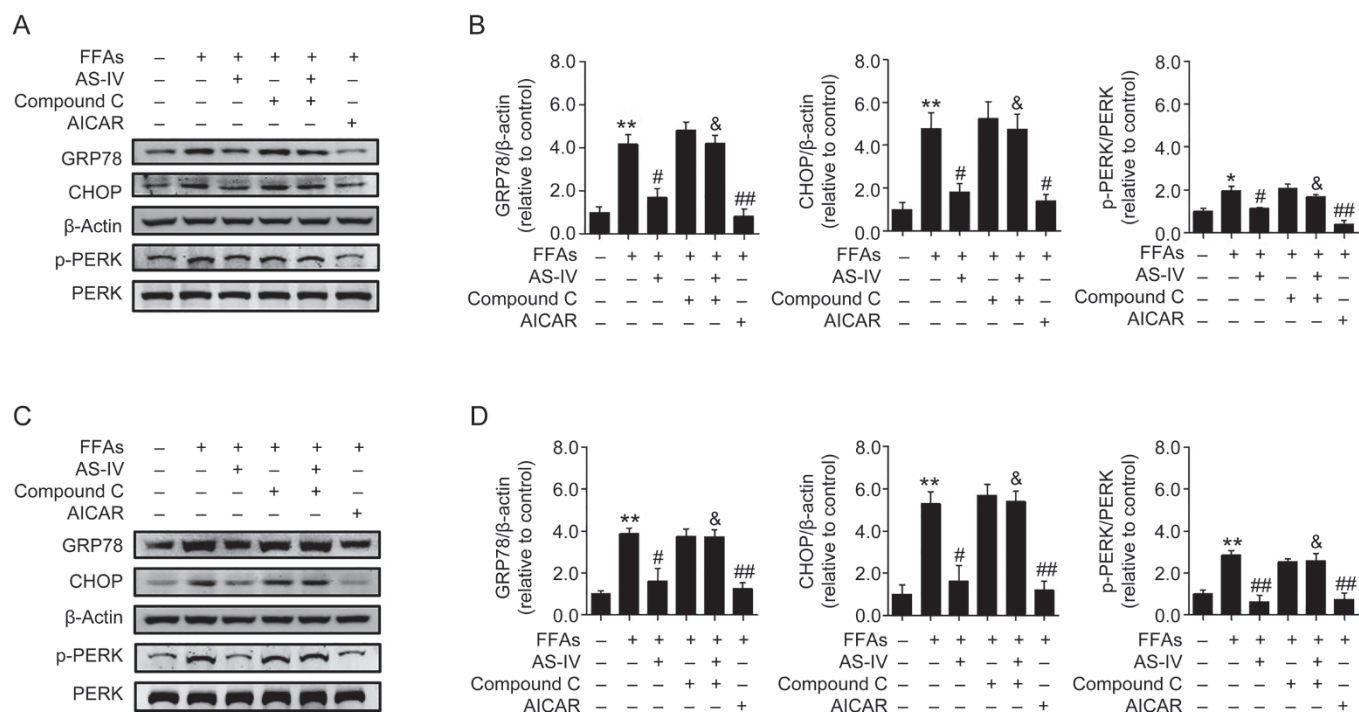 A
FFAs – + + + + +
AS-IV – – + – + –
Compound C – – – + + –
AICAR – – – – – +
GRP78
CHOP
β-Actin
p-PERK
PERK
B
GRP78/β-actin
(relative to control)
8.0
6.0
4.0
2.0
0.0
** # & ##
FFAs – + + + + +
AS-IV – – + – + –
Compound C – – – + + –
AICAR – – – – – +
CHOP/β-actin
(relative to control)
8.0
6.0
4.0
2.0
0.0
** # & #
FFAs – + + + + +
AS-IV – – + – + –
Compound C – – – + + –
AICAR – – – – – +
p-PERK/PERK
(relative to control)
8.0
6.0
4.0
2.0
0.0
* # & ##
FFAs – + + + + +
AS-IV – – + – + –
Compound C – – – + + –
AICAR – – – – – +
C
FFAs – + + + + +
AS-IV – – + – + –
Compound C – – – + + –
AICAR – – – – – +
GRP78
CHOP
β-Actin
p-PERK
PERK
D
GRP78/β-actin
(relative to control)
8.0
6.0
4.0
2.0
0.0
** # & ##
FFAs – + + + + +
AS-IV – – + – + –
Compound C – – – + + –
AICAR – – – – – +
CHOP/β-actin
(relative to control)
8.0
6.0
4.0
2.0
0.0
** # & ##
FFAs – + + + + +
AS-IV – – + – + –
Compound C – – – + + –
AICAR – – – – – +
p-PERK/PERK
(relative to control)
8.0
6.0
4.0
2.0
0.0
** ## & ##
FFAs – + + + + +
AS-IV – – + – + –
Compound C – – – + + –
AICAR – – – – – +